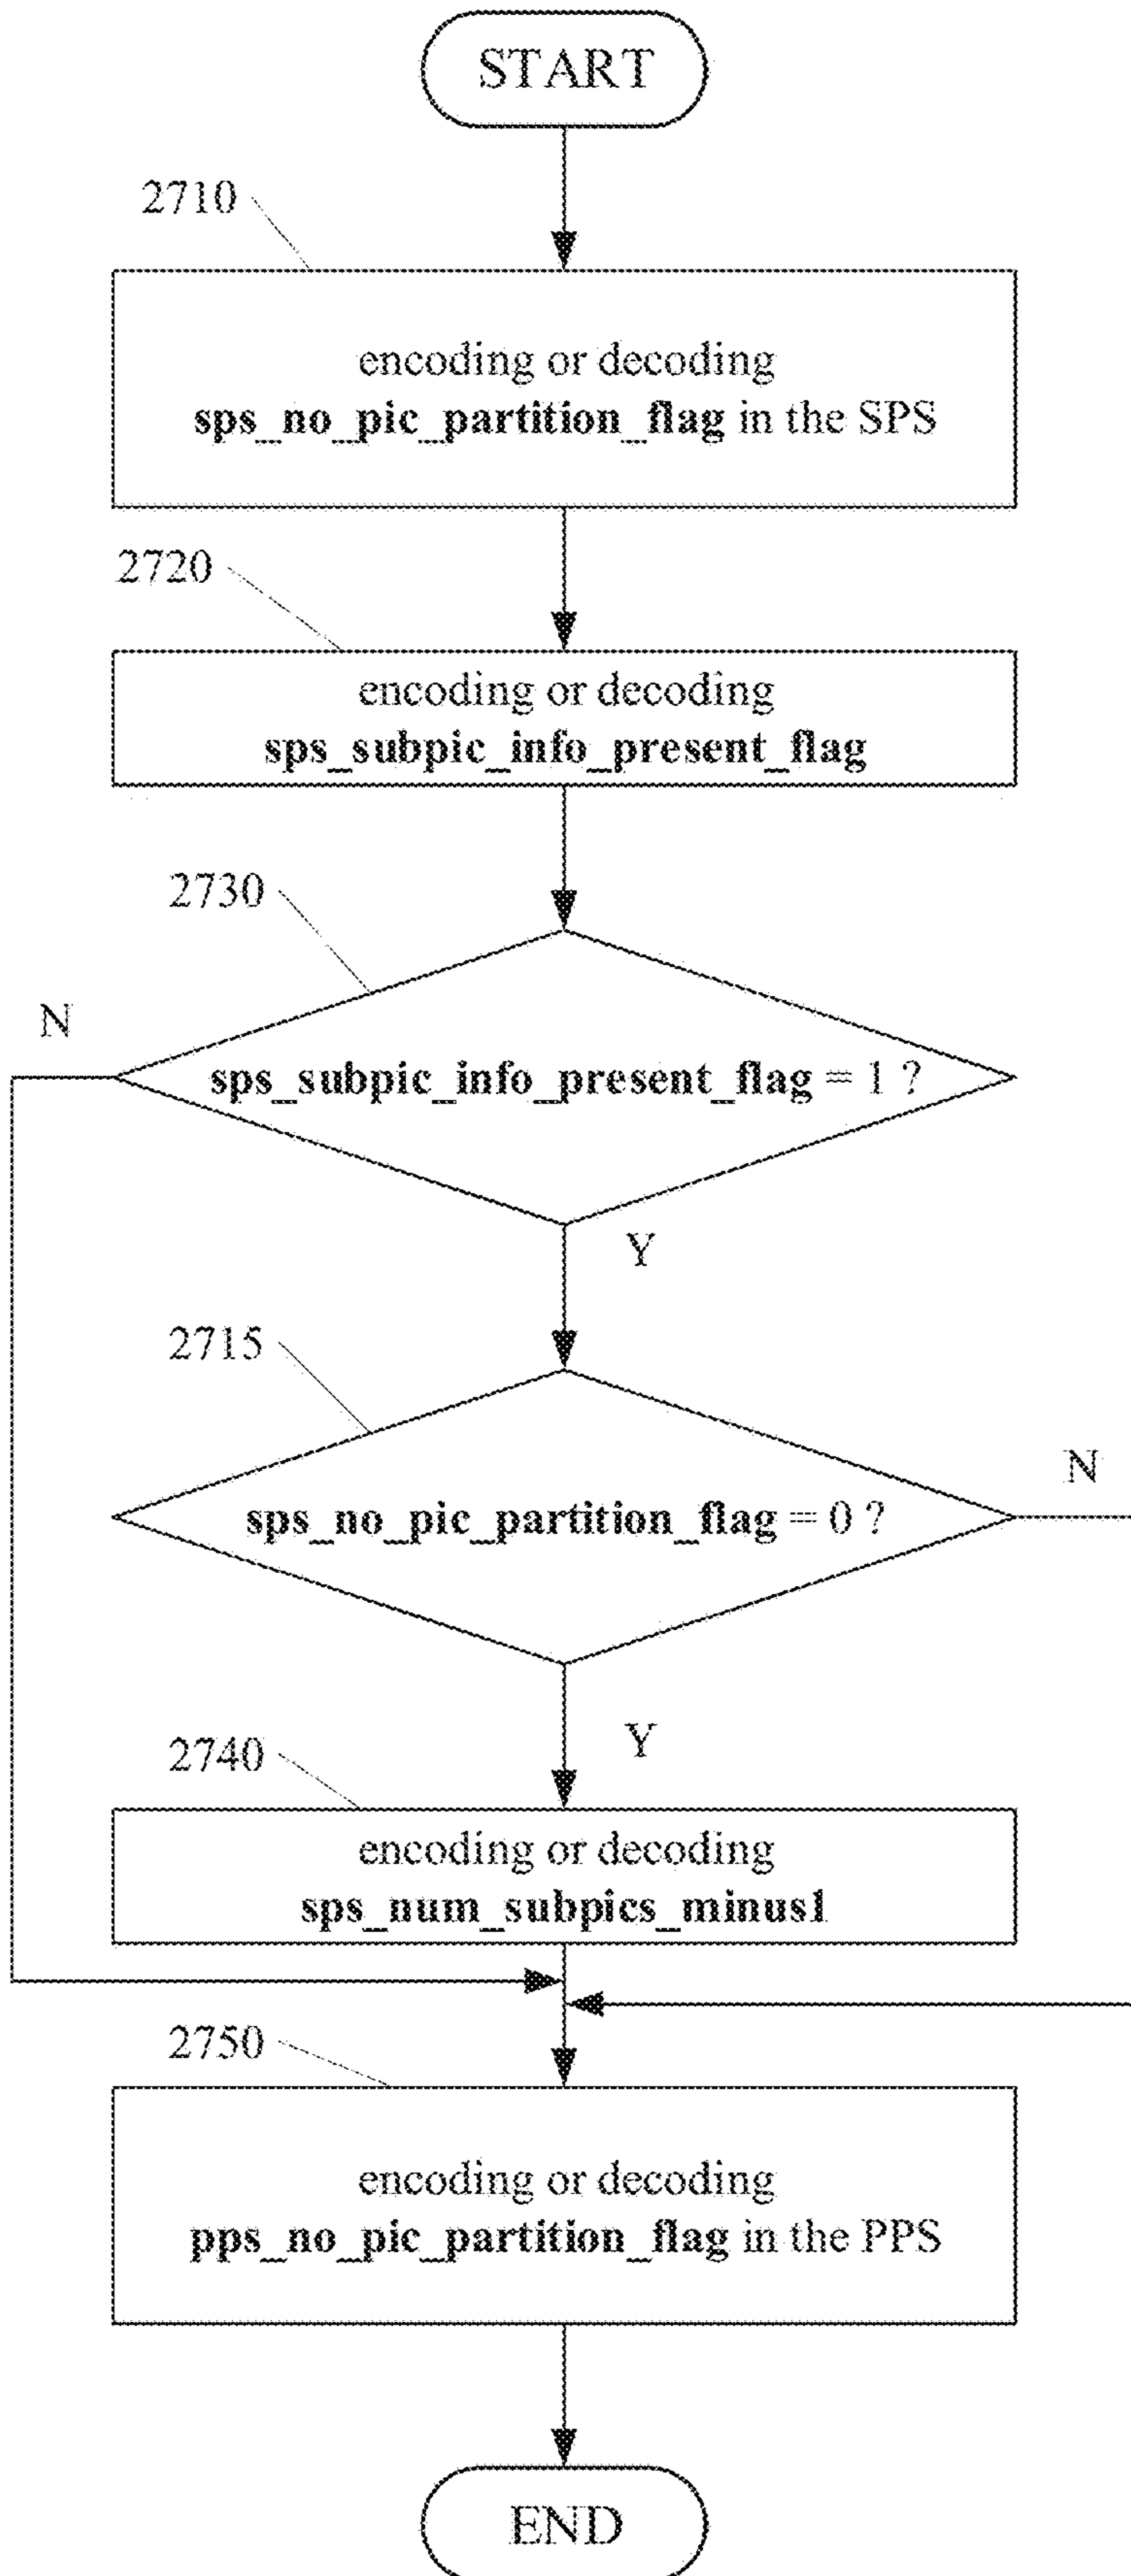 START
2710
encoding or decoding
sps_no_pic_partition_flag in the SPS
2720
encoding or decoding
sps_subpic_info_present_flag
2730
N
sps_subpic_info_present_flag = 1 ?
Y
2715
N
sps_no_pic_partition_flag = 0 ?
Y
2740
encoding or decoding
sps_num_subpics_minus1
2750
encoding or decoding
pps_no_pic_partition_flag in the PPS
END